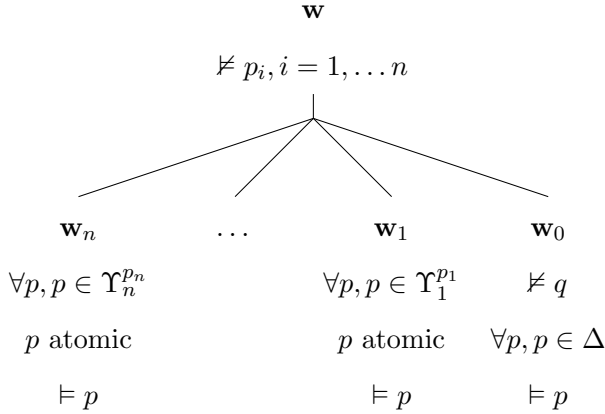 w
⊭ p_i, i = 1, … n
w_n … w_1 w_0
∀p, p ∈ Υ_n^{p_n} ∀p, p ∈ Υ_1^{p_1} ⊭ q
p atomic p atomic ∀p, p ∈ Δ
⊨ p ⊨ p ⊨ p